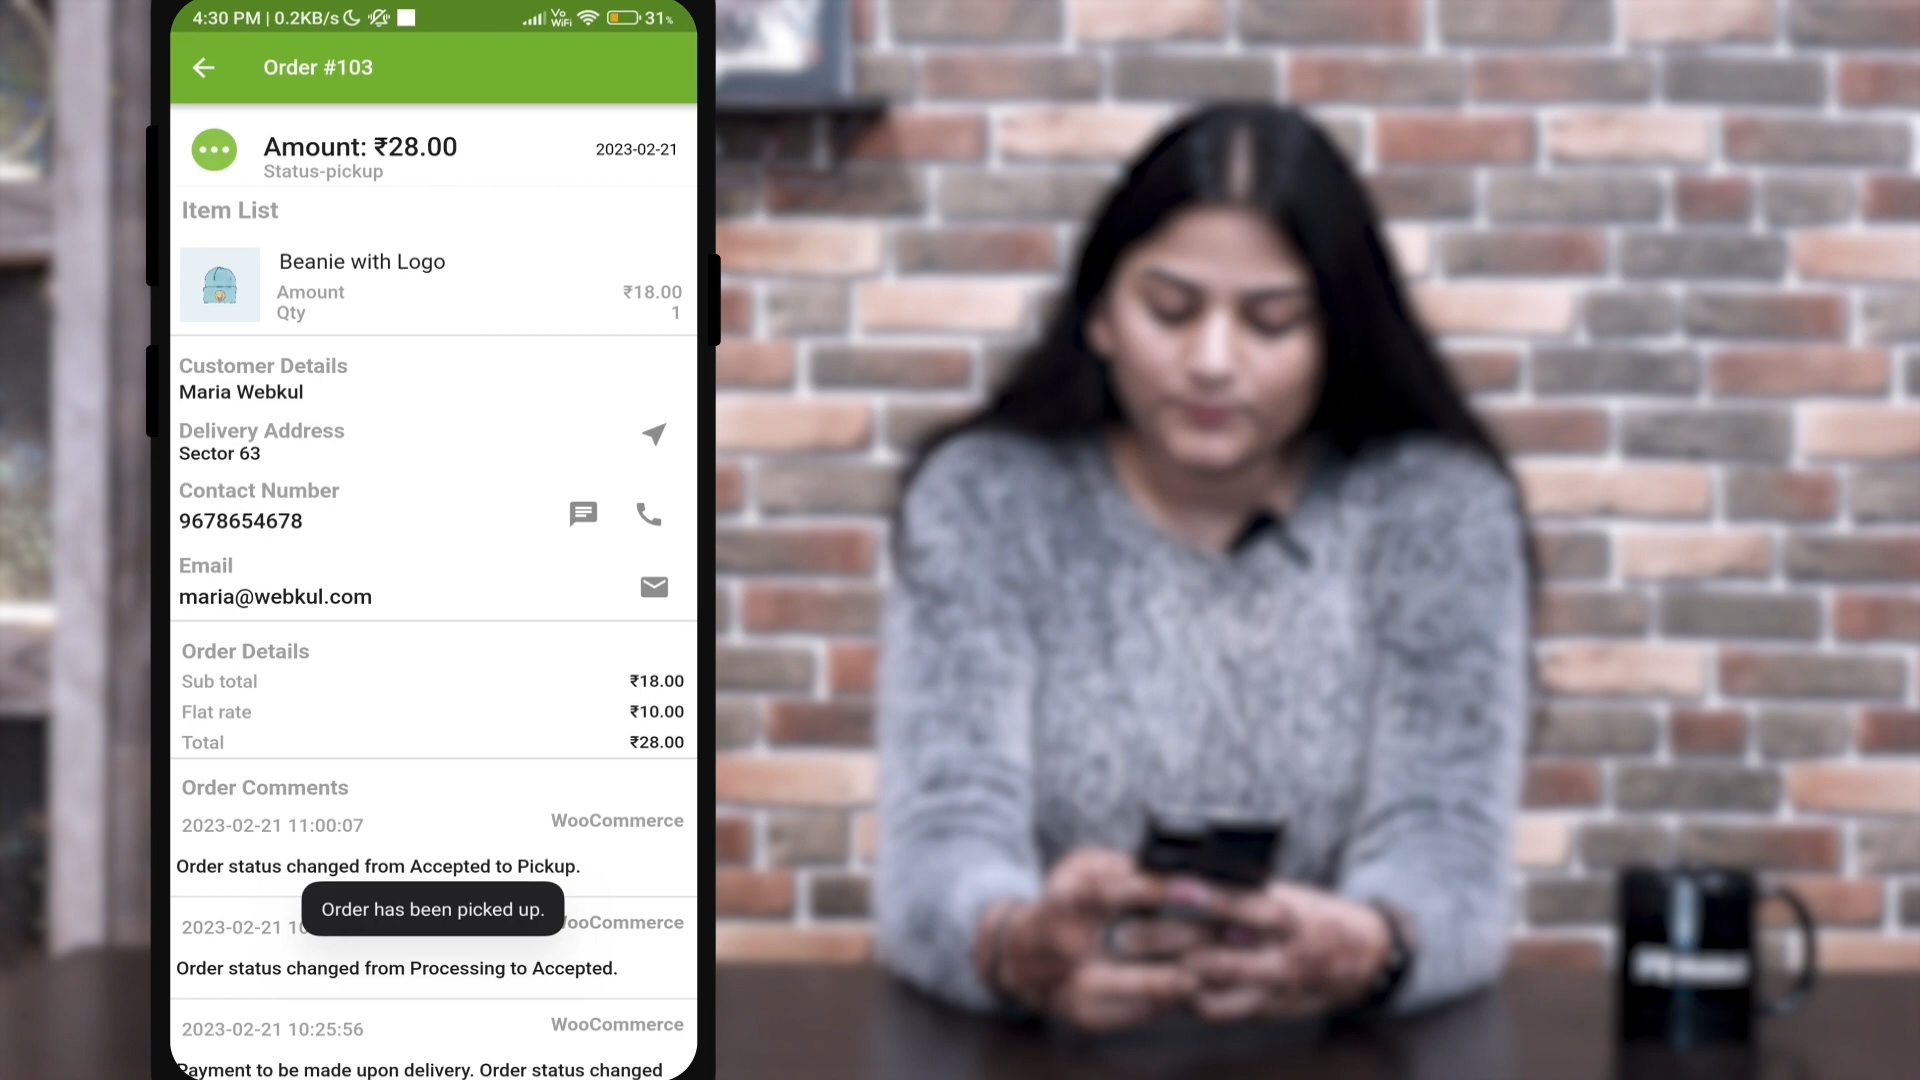 4:30 PM | 0.2KB/s Vo WiFi 31%
Order #103
Amount: ₹28.00 2023-02-21
Status-pickup
Item List
Beanie with Logo
Amount ₹18.00
Qty 1
Customer Details
Maria Webkul
Delivery Address
Sector 63
Contact Number
9678654678
Email
maria@webkul.com
Order Details
Sub total ₹18.00
Flat rate ₹10.00
Total ₹28.00
Order Comments
2023-02-21 11:00:07 WooCommerce
Order status changed from Accepted to Pickup.
Order has been picked up.
2023-02-21 10 WooCommerce
Order status changed from Processing to Accepted.
2023-02-21 10:25:56 WooCommerce
Payment to be made upon delivery. Order status changed